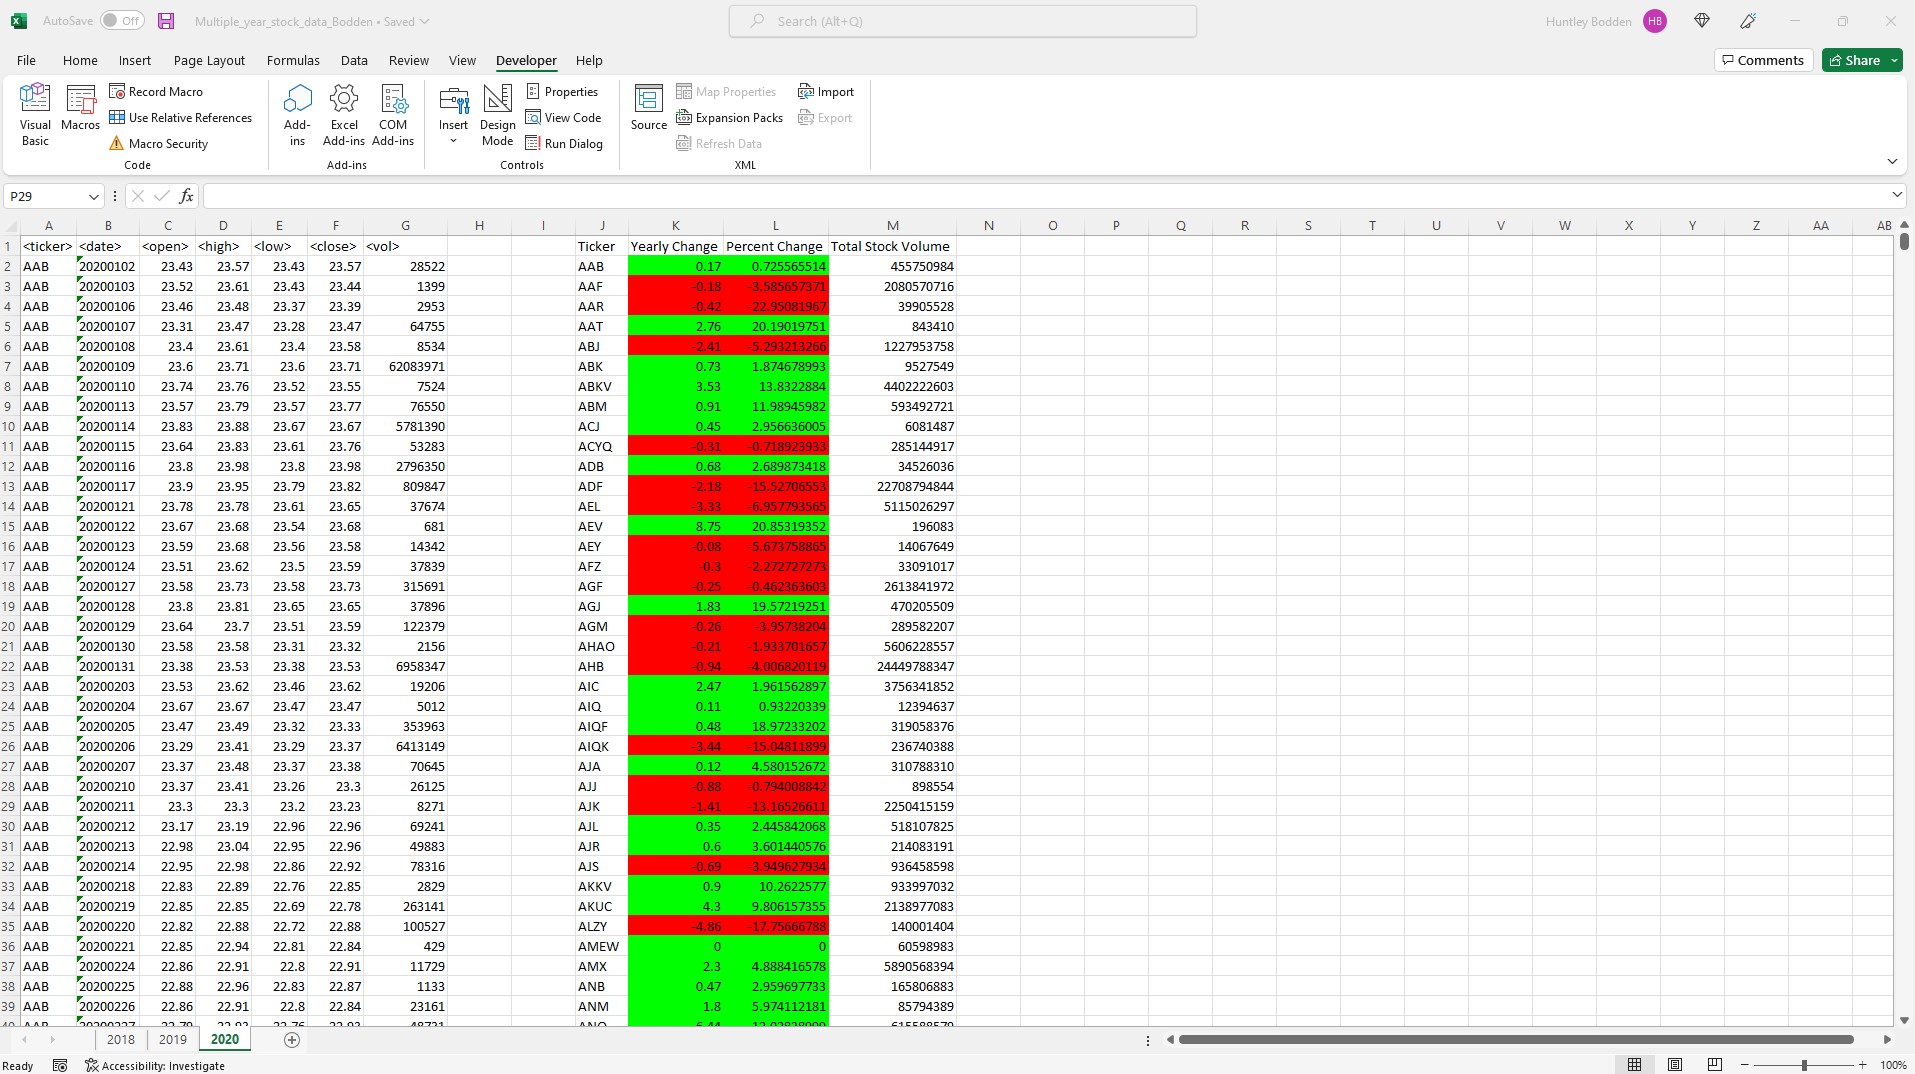 AutoSave Off Multiple_year_stock_data_Bodden • Saved Search (Alt+Q) Huntley Bodden HB
File Home Insert Page Layout Formulas Data Review View Developer Help Comments Share
Visual Basic
Macros
Record Macro
Use Relative References
Macro Security
Code
Add-ins
Excel Add-ins
COM Add-ins
Add-ins
Insert
Design Mode
Properties
View Code
Run Dialog
Controls
Source
Map Properties
Expansion Packs
Refresh Data
Import
Export
XML
P29 fx
A B C D E F G H I J K L M N O P Q R S T U V W X Y Z AA AB
1 <ticker> <date> <open> <high> <low> <close> <vol> Ticker Yearly Change Percent Change Total Stock Volume
2 AAB 20200102 23.43 23.57 23.43 23.57 28522 AAB 0.17 0.725565514 455750984
3 AAB 20200103 23.52 23.61 23.43 23.44 1399 AAF -0.18 -3.585657371 2080570716
4 AAB 20200106 23.46 23.48 23.37 23.39 2953 AAR -0.42 -22.95081967 39905528
5 AAB 20200107 23.31 23.47 23.28 23.47 64755 AAT 2.76 20.19019751 843410
6 AAB 20200108 23.4 23.61 23.4 23.58 8534 ABJ -2.41 -5.293213266 1227953758
7 AAB 20200109 23.6 23.71 23.6 23.71 62083971 ABK 0.73 1.874678993 9527549
8 AAB 20200110 23.74 23.76 23.52 23.55 7524 ABKV 3.53 13.8322884 4402222603
9 AAB 20200113 23.57 23.79 23.57 23.77 76550 ABM 0.91 11.98945982 593492721
10 AAB 20200114 23.83 23.88 23.67 23.67 5781390 ACJ 0.45 2.956636005 6081487
11 AAB 20200115 23.64 23.83 23.61 23.76 53283 ACYQ -0.31 -0.718923933 285144917
12 AAB 20200116 23.8 23.98 23.8 23.98 2796350 ADB 0.68 2.689873418 34526036
13 AAB 20200117 23.9 23.95 23.79 23.82 809847 ADF -2.18 -15.52706553 22708794844
14 AAB 20200121 23.78 23.78 23.61 23.65 37674 AEL -3.33 -6.957793565 5115026297
15 AAB 20200122 23.67 23.68 23.54 23.68 681 AEV 8.75 20.85319352 196083
16 AAB 20200123 23.59 23.68 23.56 23.58 14342 AEY -0.08 -5.673758865 14067649
17 AAB 20200124 23.51 23.62 23.5 23.59 37839 AFZ -0.3 -2.272727273 33091017
18 AAB 20200127 23.58 23.73 23.58 23.73 315691 AGF -0.25 -0.462363603 2613841972
19 AAB 20200128 23.8 23.81 23.65 23.65 37896 AGJ 1.83 19.57219251 470205509
20 AAB 20200129 23.64 23.7 23.51 23.59 122379 AGM -0.26 -3.95738204 289582207
21 AAB 20200130 23.58 23.58 23.31 23.32 2156 AHAO -0.21 -1.933701657 5606228557
22 AAB 20200131 23.38 23.53 23.38 23.53 6958347 AHB -0.94 -4.006820119 24449788347
23 AAB 20200203 23.53 23.62 23.46 23.62 19206 AIC 2.47 1.961562897 3756341852
24 AAB 20200204 23.67 23.67 23.47 23.47 5012 AIQ 0.11 0.93220339 12394637
25 AAB 20200205 23.47 23.49 23.32 23.33 353963 AIQF 0.48 18.97233202 319058376
26 AAB 20200206 23.29 23.41 23.29 23.37 6413149 AIQK -3.44 -15.04811899 236740388
27 AAB 20200207 23.37 23.48 23.37 23.38 70645 AJA 0.12 4.580152672 310788310
28 AAB 20200210 23.37 23.41 23.26 23.3 26125 AJJ -0.88 -0.794008842 898554
29 AAB 20200211 23.3 23.3 23.2 23.23 8271 AJK -1.41 -13.16526611 2250415159
30 AAB 20200212 23.17 23.19 22.96 22.96 69241 AJL 0.35 2.445842068 518107825
31 AAB 20200213 22.98 23.04 22.95 22.96 49883 AJR 0.6 3.601440576 214083191
32 AAB 20200214 22.95 22.98 22.86 22.92 78316 AJS -0.69 -3.949627934 936458598
33 AAB 20200218 22.83 22.89 22.76 22.85 2829 AKKV 0.9 10.2622577 933997032
34 AAB 20200219 22.85 22.85 22.69 22.78 263141 AKUC 4.3 9.806157355 2138977083
35 AAB 20200220 22.82 22.88 22.72 22.88 100527 ALZY -4.86 -17.75666788 140001404
36 AAB 20200221 22.85 22.94 22.81 22.84 429 AMEW 0 0 60598983
37 AAB 20200224 22.86 22.91 22.8 22.91 11729 AMX 2.3 4.888416578 5890568394
38 AAB 20200225 22.88 22.96 22.83 22.87 1133 ANB 0.47 2.959697733 165806883
39 AAB 20200226 22.86 22.91 22.8 22.84 23161 ANM 1.8 5.974112181 85794389
2018 2019 2020
Ready Accessibility: Investigate 100%